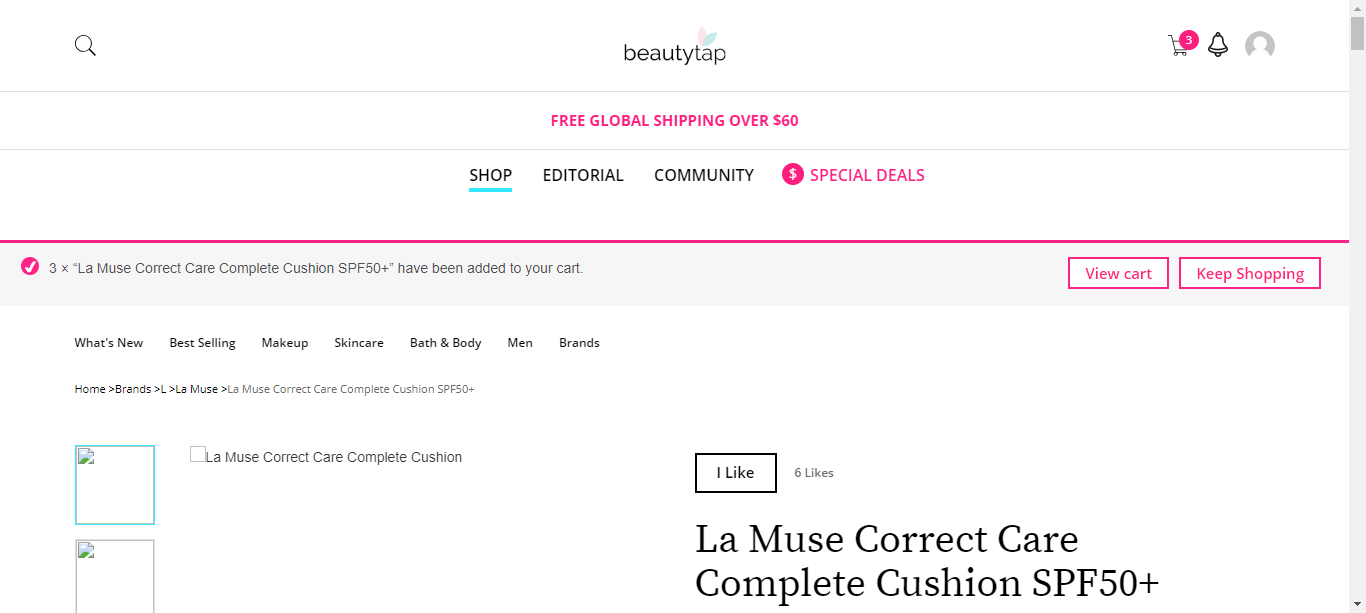 beautytap
3
FREE GLOBAL SHIPPING OVER $60
SHOP EDITORIAL COMMUNITY $ SPECIAL DEALS
3 × “La Muse Correct Care Complete Cushion SPF50+” have been added to your cart.
View cart Keep Shopping
What's New Best Selling Makeup Skincare Bath & Body Men Brands
Home >Brands >L >La Muse >La Muse Correct Care Complete Cushion SPF50+
La Muse Correct Care Complete Cushion
I Like 6 Likes
La Muse Correct Care
Complete Cushion SPF50+